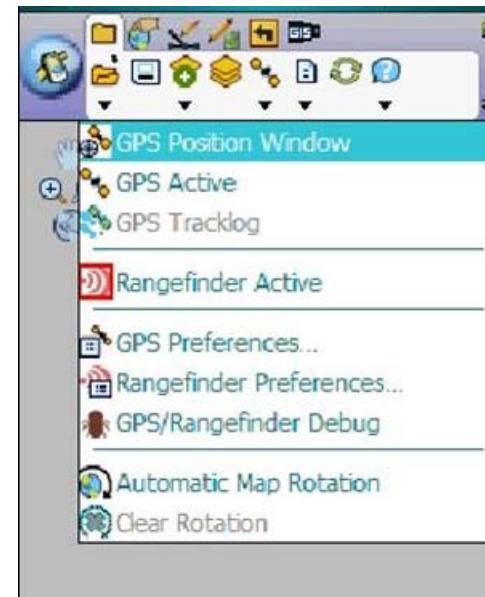 GIS
GPS Position Window
GPS Active
GPS Tracklog
Rangefinder Active
GPS Preferences...
Rangefinder Preferences...
GPS/Rangefinder Debug
Automatic Map Rotation
Clear Rotation